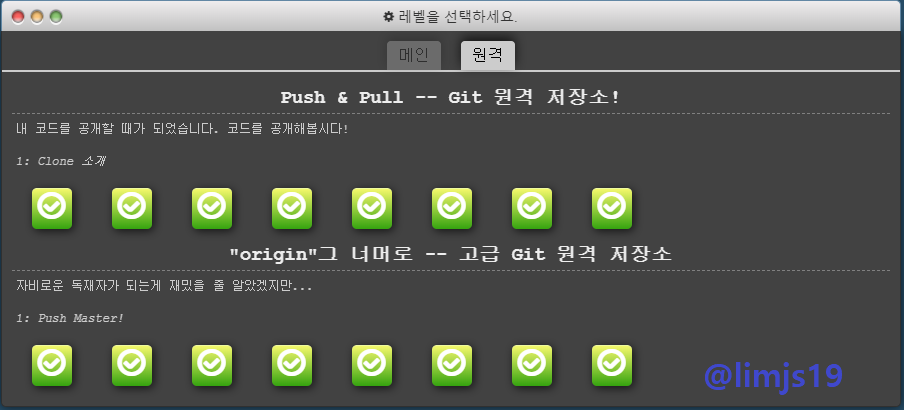 레벨을 선택하세요.
메인 원격
Push & Pull -- Git 원격 저장소!
내 코드를 공개할 때가 되었습니다. 코드를 공개해봅시다!
1: Clone 소개
"origin"그 너머로 -- 고급 Git 원격 저장소
자비로운 독재자가 되는게 재밌을 줄 알았겠지만...
1: Push Master!
@limjs19